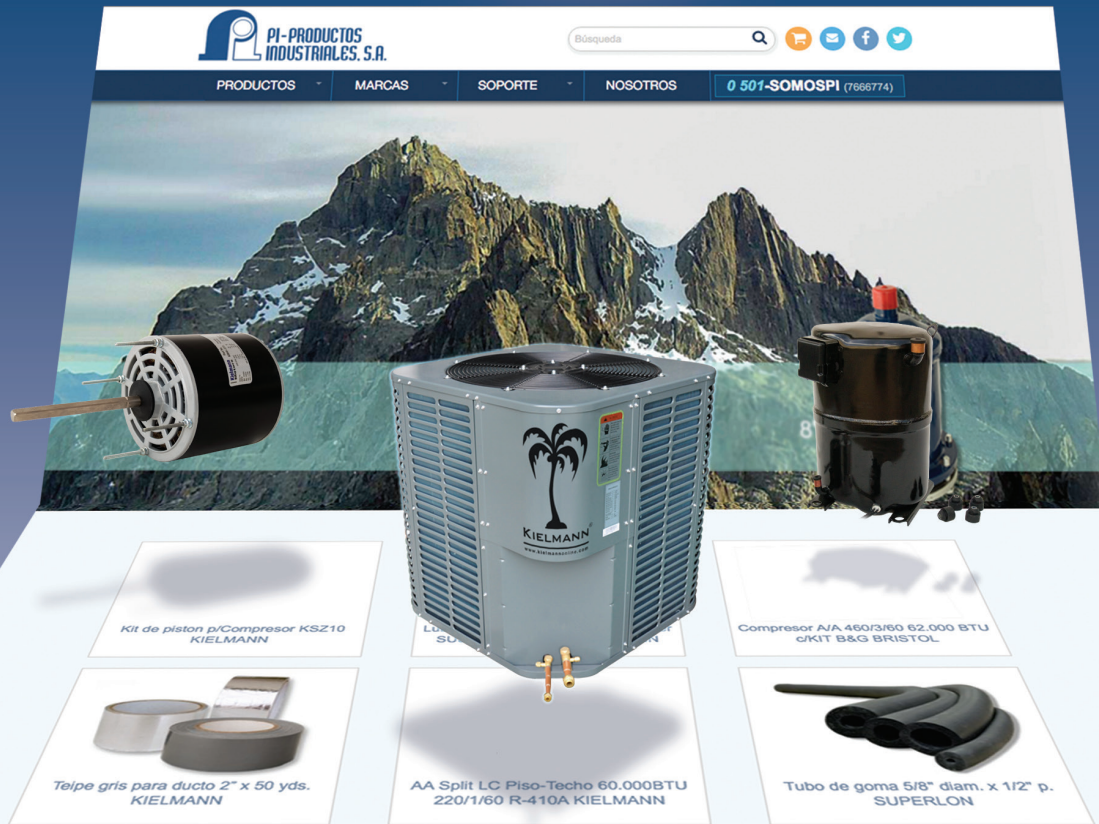 PI-PRODUCTOS
INDUSTRIALES, S.A.
Búsqueda
PRODUCTOS
MARCAS
SOPORTE
NOSOTROS
0 501-SOMOSPI (7666774)
KIELMANN®
www.kielmannonline.com
Kit de piston p/Compresor KSZ10
KIELMANN
Compresor A/A 460/3/60 62.000 BTU
c/KIT B&G BRISTOL
Teipe gris para ducto 2" x 50 yds.
KIELMANN
AA Split LC Piso-Techo 60.000BTU
220/1/60 R-410A KIELMANN
Tubo de goma 5/8" diam. x 1/2" p.
SUPERLON